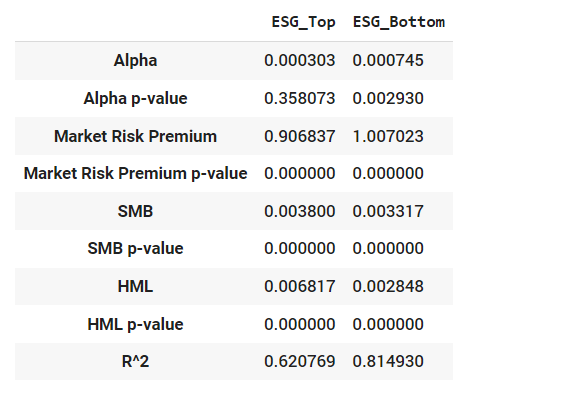 ESG_Top ESG_Bottom
Alpha 0.000303 0.000745
Alpha p-value 0.358073 0.002930
Market Risk Premium 0.906837 1.007023
Market Risk Premium p-value 0.000000 0.000000
SMB 0.003800 0.003317
SMB p-value 0.000000 0.000000
HML 0.006817 0.002848
HML p-value 0.000000 0.000000
R^2 0.620769 0.814930